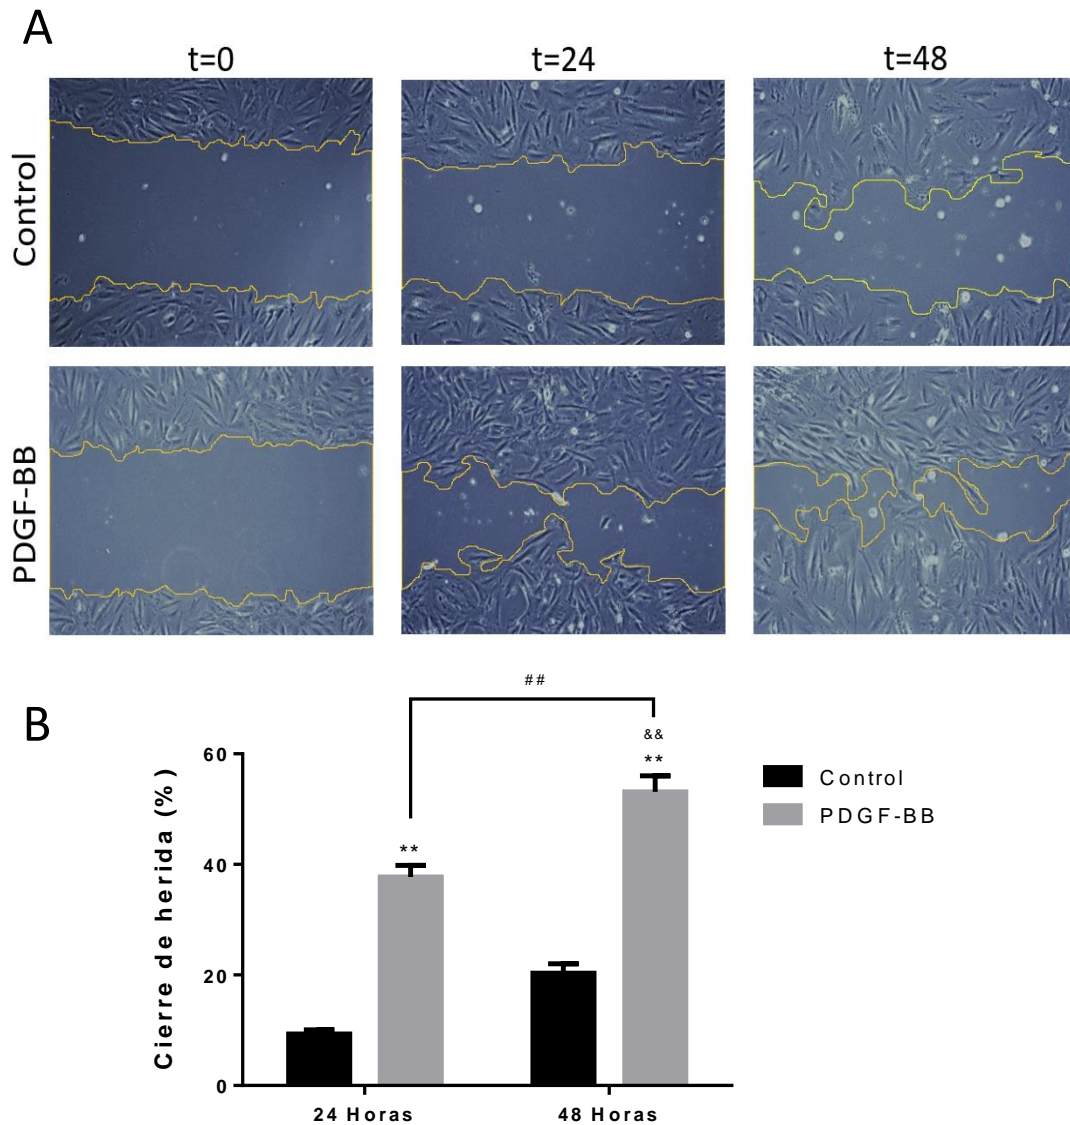 A
t=0 t=24 t=48
Control
PDGF-BB
B
##
&&
**
**
60
40
20
0
Cierre de herida (%)
24 Horas 48 Horas
Control
PDGF-BB